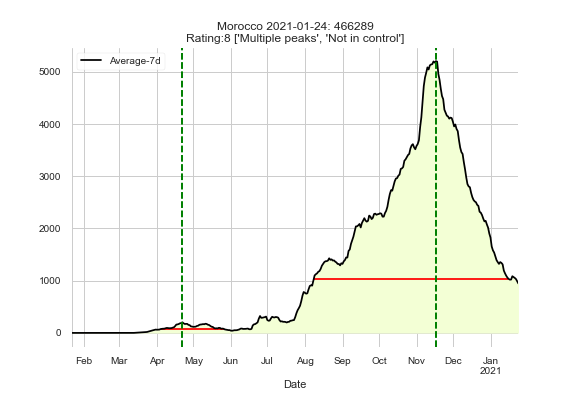 Morocco 2021-01-24: 466289
Rating:8 ['Multiple peaks', 'Not in control']
Average-7d
5000
4000
3000
2000
1000
0
Feb Mar Apr May Jun Jul Aug Sep Oct Nov Dec Jan
2021
Date